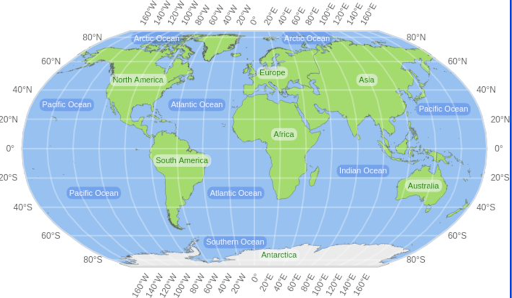 160°W 140°W 120°W 100°W 80°W 60°W 40°W 20°W 0° 20°E 40°E 60°E 80°E 100°E 120°E 140°E 160°E
80°N Arctic Ocean Arctic Ocean 80°N
60°N 60°N
Europe
North America Asia
40°N 40°N
Pacific Ocean Atlantic Ocean Pacific Ocean
20°N 20°N
Africa
0° 0°
South America
Indian Ocean
20°S 20°S
Australia
Pacific Ocean Atlantic Ocean
40°S 40°S
60°S 60°S
Southern Ocean
Antarctica
80°S 80°S
160°W 140°W 120°W 100°W 80°W 60°W 40°W 20°W 0° 20°E 40°E 60°E 80°E 100°E 120°E 140°E 160°E